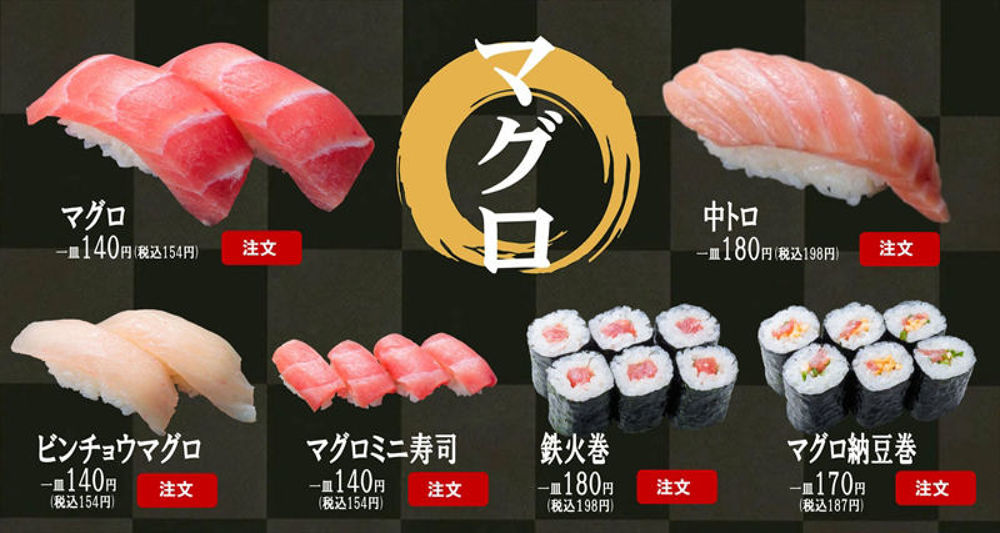 マグロ
マグロ
一皿140円(税込154円)
注文
中トロ
一皿180円(税込198円)
注文
ビンチョウマグロ
一皿140円
(税込154円)
注文
マグロミニ寿司
一皿140円
(税込154円)
注文
鉄火巻
一皿180円
(税込198円)
注文
マグロ納豆巻
一皿170円
(税込187円)
注文